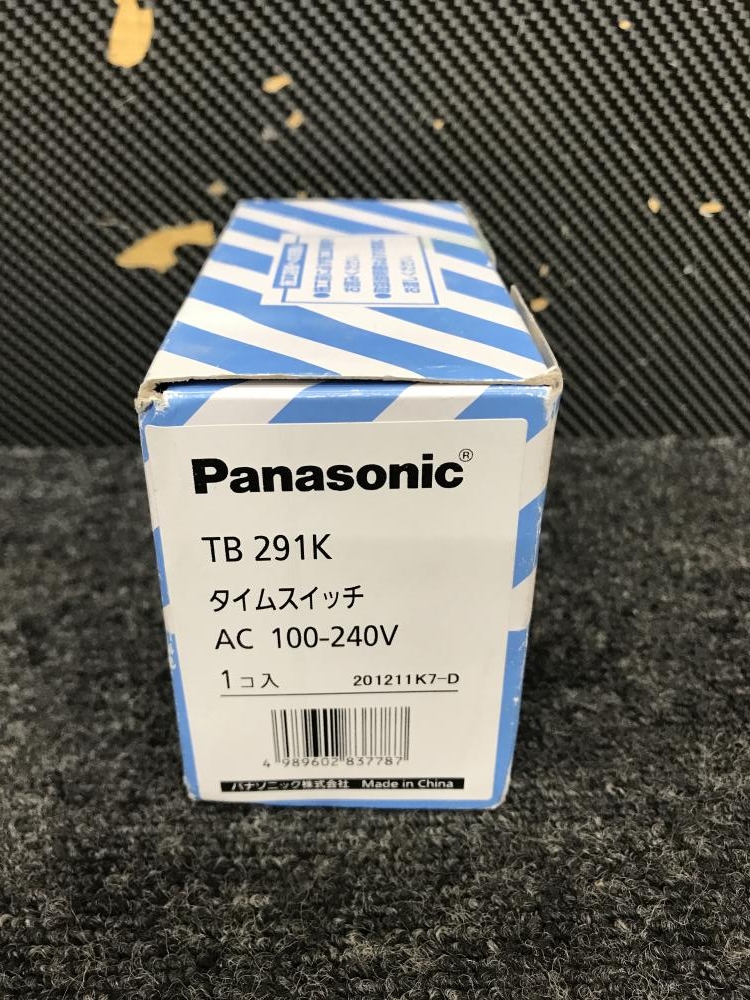 Panasonic®
TB 291K
タイムスイッチ
AC 100-240V
1コ入 201211K7-D
4 989602 837787
パナソニック株式会社 Made in China